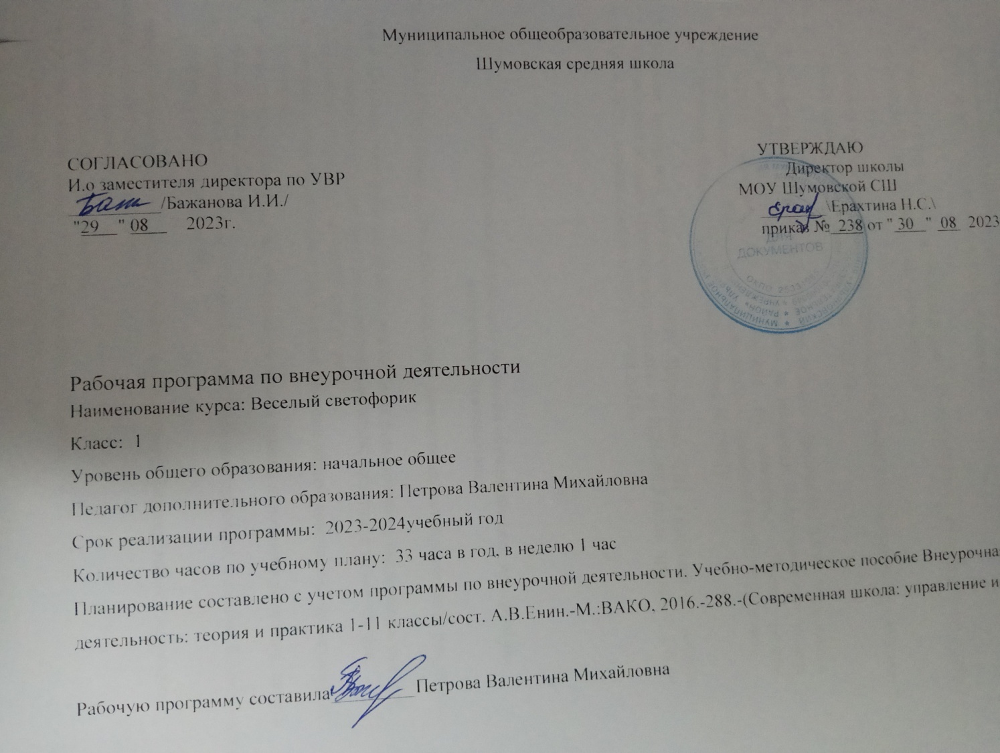 Муниципальное общеобразовательное учреждение
Шумовская средняя школа
СОГЛАСОВАНО
И.о заместителя директора по УВР
/Бажанова И.И./
"29 " 08 2023г.
УТВЕРЖДАЮ
Директор школы
МОУ Шумовской СШ
\Ерахтина Н.С.\
приказ № 238 от " 30 " 08 2023
ДЛЯ
ДОКУМЕНТОВ
Рабочая программа по внеурочной деятельности
Наименование курса: Веселый светофорик
Класс: 1
Уровень общего образования: начальное общее
Педагог дополнительного образования: Петрова Валентина Михайловна
Срок реализации программы: 2023-2024учебный год
Количество часов по учебному плану: 33 часа в год, в неделю 1 час
Планирование составлено с учетом программы по внеурочной деятельности. Учебно-методическое пособие Внеурочна
деятельность: теория и практика 1-11 классы/сост. А.В.Енин.-М.:ВАКО, 2016.-288.-(Современная школа: управление и
Рабочую программу составила Петрова Валентина Михайловна